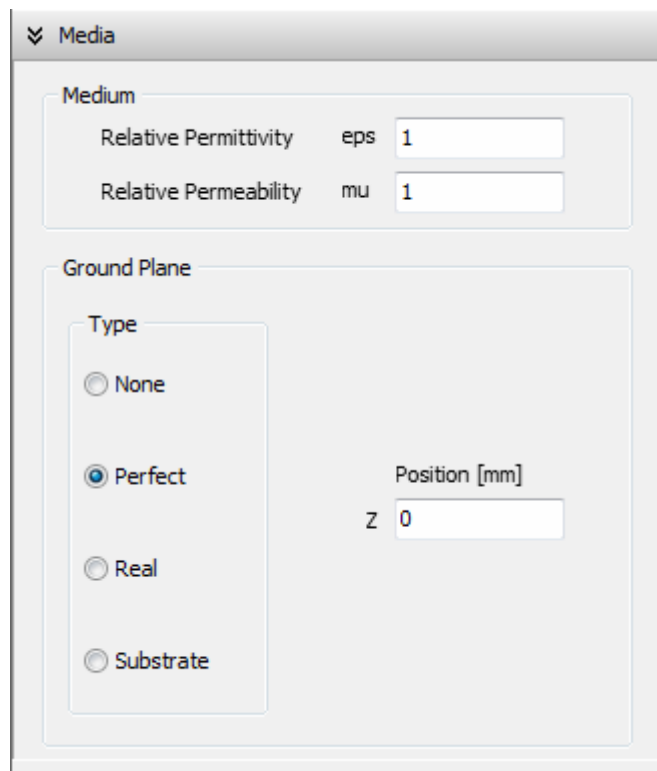 Media
Medium
Relative Permittivity eps 1
Relative Permeability mu 1
Ground Plane
Type
None
Perfect
Position [mm]
Z 0
Real
Substrate